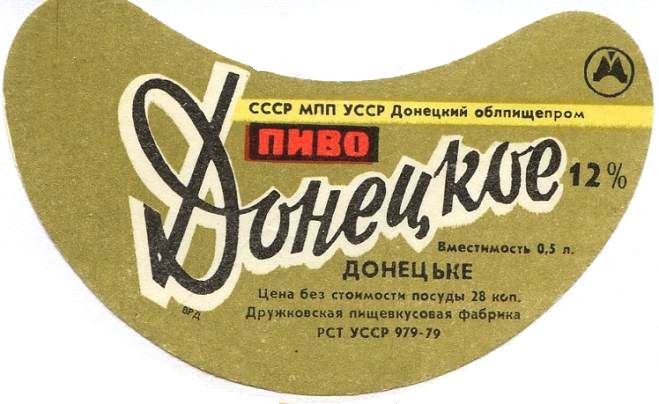 СССР МПП УССР Донецкий облпищепром
ПИВО
Донецкое 12%
Вместимость 0,5 л.
ДОНЕЦЬКЕ
Цена без стоимости посуды 28 коп.
Дружковская пищевкусовая фабрика
РСТ УССР 979-79
ВРД